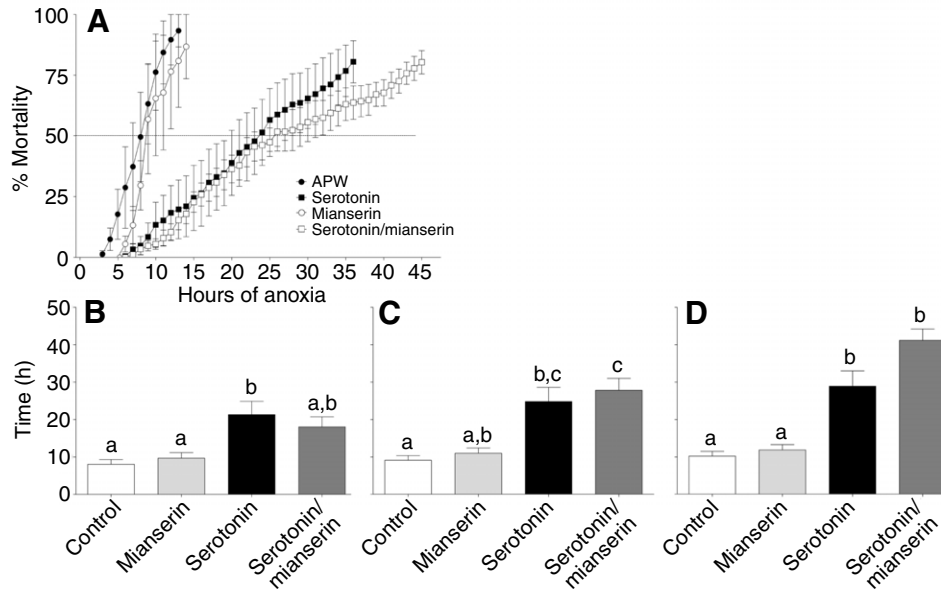 A
100
75
50
25
0
% Mortality
APW
Serotonin
Mianserin
Serotonin/mianserin
0 5 10 15 20 25 30 35 40 45
Hours of anoxia
B
50
40
30
20
10
0
Time (h)
a
a
b
a,b
Control
Mianserin
Serotonin
Serotonin/
mianserin
C
a
a,b
b,c
c
Control
Mianserin
Serotonin
Serotonin/
mianserin
D
a
a
b
b
Control
Mianserin
Serotonin
Serotonin/
mianserin